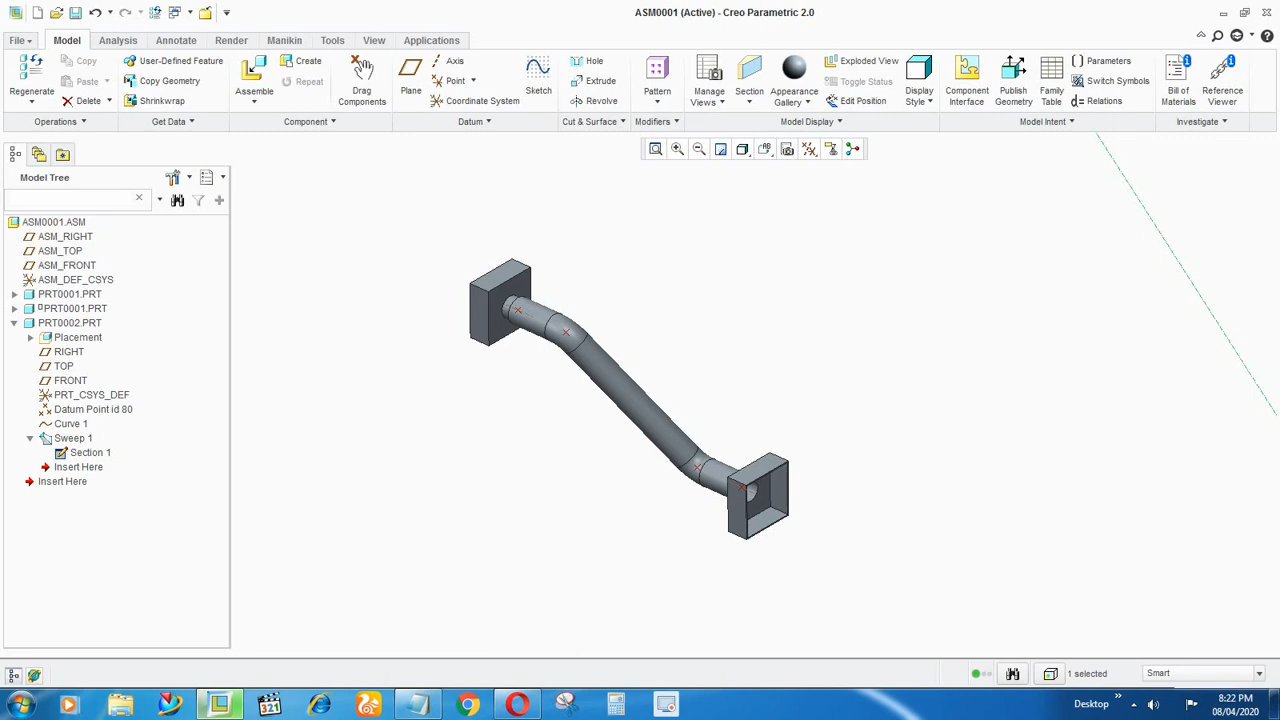 ASM0001 (Active) - Creo Parametric 2.0
File
Model
Analysis
Annotate
Render
Manikin
Tools
View
Applications
Regenerate
Copy
Paste
Delete
Operations
User-Defined Feature
Copy Geometry
Shrinkwrap
Get Data
Assemble
Create
Repeat
Drag
Components
Component
Plane
Axis
Point
Coordinate System
Sketch
Datum
Hole
Extrude
Revolve
Cut & Surface
Pattern
Modifiers
Manage
Views
Section
Appearance
Gallery
Exploded View
Toggle Status
Edit Position
Display
Style
Model Display
Component
Interface
Publish
Geometry
Family
Table
Parameters
Switch Symbols
Relations
Model Intent
Bill of
Materials
Reference
Viewer
Investigate
Model Tree
ASM0001.ASM
ASM_RIGHT
ASM_TOP
ASM_FRONT
ASM_DEF_CSYS
PRT0001.PRT
PRT0001.PRT
PRT0002.PRT
Placement
RIGHT
TOP
FRONT
PRT_CSYS_DEF
Datum Point id 80
Curve 1
Sweep 1
Section 1
Insert Here
Insert Here
1 selected
Smart
321
Desktop
8:22 PM
08/04/2020